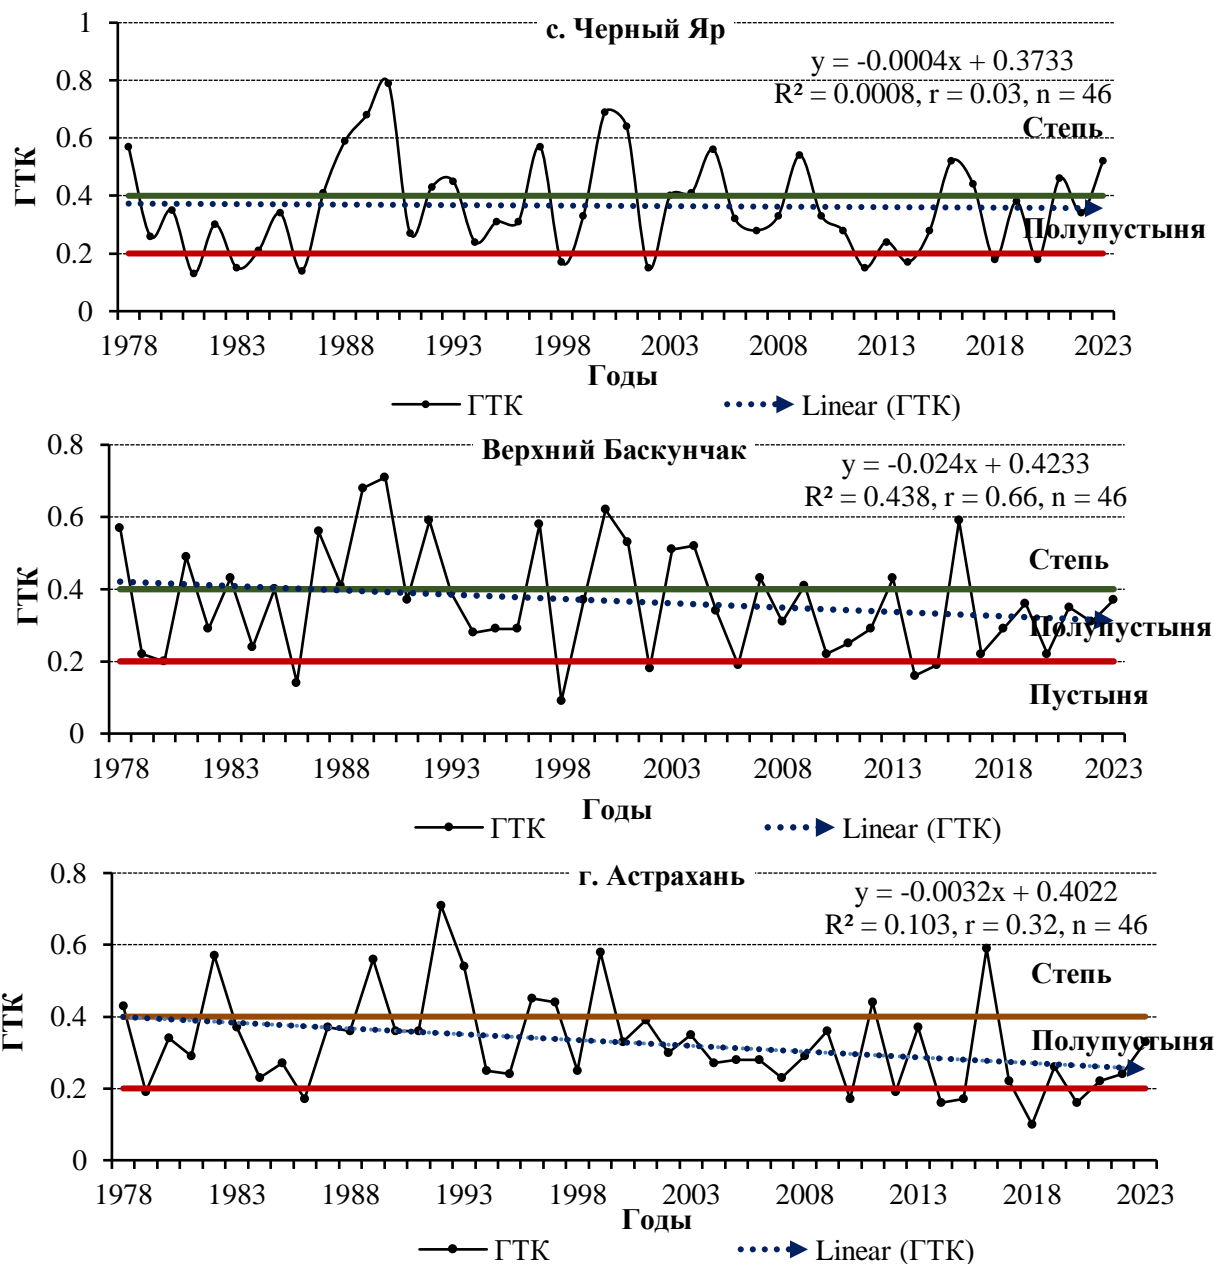 с. Черный Яр
y = -0.0004x + 0.3733
R² = 0.0008, r = 0.03, n = 46
Степь
Полупустыня
ГТК
1
0.8
0.6
0.4
0.2
0
1978 1983 1988 1993 1998 2003 2008 2013 2018 2023
Годы
ГТК Linear (ГТК)
Верхний Баскунчак
y = -0.024x + 0.4233
R² = 0.438, r = 0.66, n = 46
Степь
Полупустыня
Пустыня
ГТК
0.8
0.6
0.4
0.2
0
1978 1983 1988 1993 1998 2003 2008 2013 2018 2023
Годы
ГТК Linear (ГТК)
г. Астрахань
y = -0.0032x + 0.4022
R² = 0.103, r = 0.32, n = 46
Степь
Полупустыня
ГТК
0.8
0.6
0.4
0.2
0
1978 1983 1988 1993 1998 2003 2008 2013 2018 2023
Годы
ГТК Linear (ГТК)